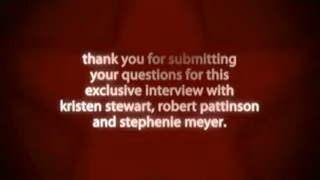 thank you for submitting
your questions for this
exclusive interview with
kristen stewart, robert pattinson
and stephenie meyer.